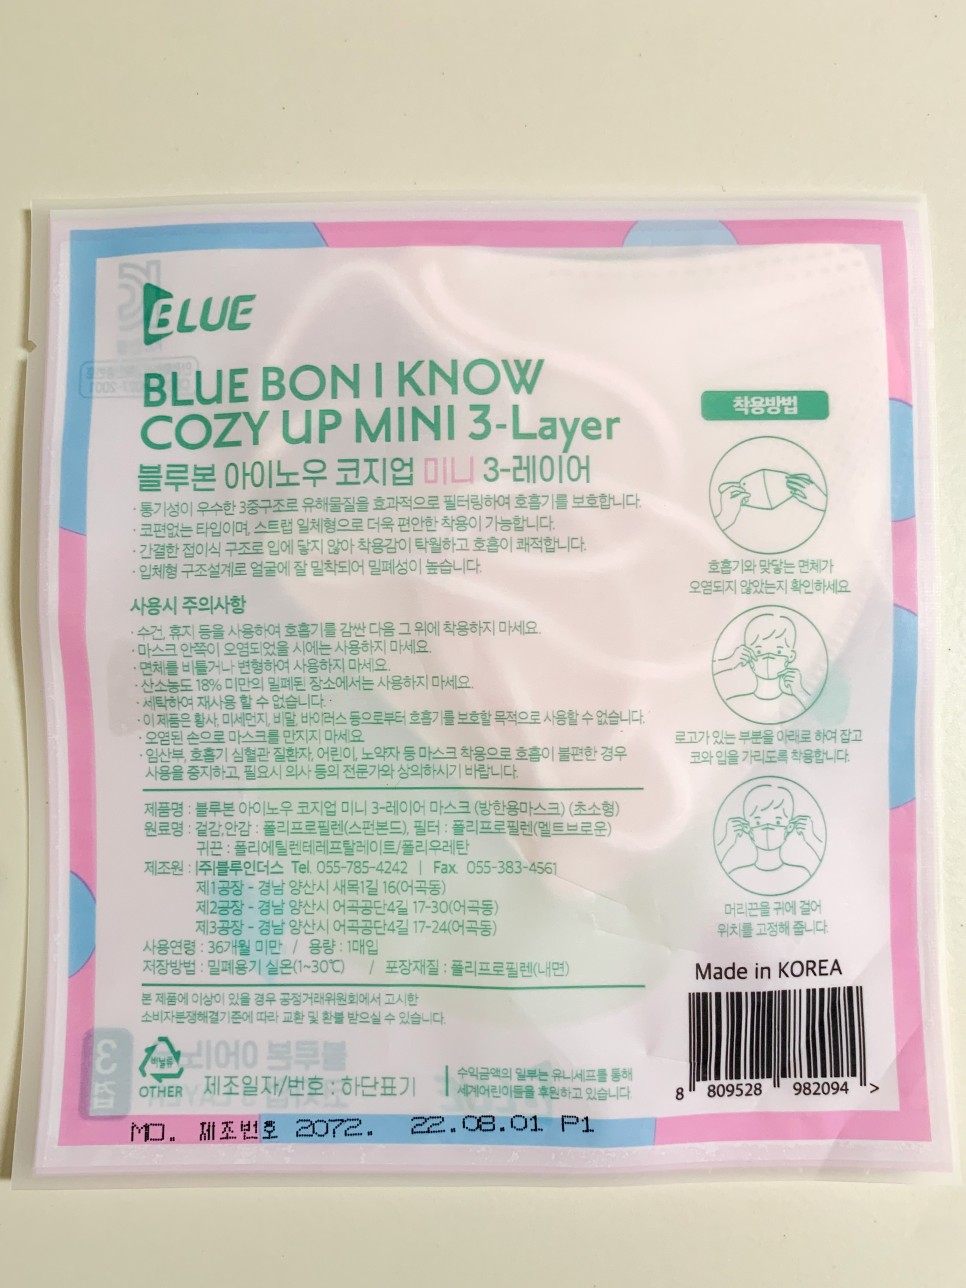 BLUE
BLUE BON I KNOW
COZY UP MINI 3-Layer
블루본 아이노우 코지업 미니 3-레이어
· 통기성이 우수한 3중구조로 유해물질을 효과적으로 필터링하여 호흡기를 보호합니다.
· 코편없는 타입이며, 스트랩 일체형으로 더욱 편안한 착용이 가능합니다.
· 간결한 접이식 구조로 입에 닿지 않아 착용감이 탁월하고 호흡이 쾌적합니다.
· 입체형 구조설계로 얼굴에 잘 밀착되어 밀폐성이 높습니다.
사용시 주의사항
· 수건, 휴지 등을 사용하여 호흡기를 감싼 다음 그 위에 착용하지 마세요.
· 마스크 안쪽이 오염되었을 시에는 사용하지 마세요.
· 면체를 비틀거나 변형하여 사용하지 마세요.
· 산소농도 18% 미만의 밀폐된 장소에서는 사용하지 마세요.
· 세탁하여 재사용 할 수 없습니다.
· 이 제품은 황사, 미세먼지, 비말, 바이러스 등으로부터 호흡기를 보호할 목적으로 사용할 수 없습니다.
· 오염된 손으로 마스크를 만지지 마세요.
· 임산부, 호흡기 심혈관 질환자, 어린이, 노약자 등 마스크 착용으로 호흡이 불편한 경우
사용을 중지하고, 필요시 의사 등의 전문가와 상의하시기 바랍니다.
제품명 : 블루본 아이노우 코지업 미니 3-레이어 마스크 (방한용마스크) (초소형)
원료명 : 겉감,안감 : 폴리프로필렌(스펀본드), 필터 : 폴리프로필렌(멜트브로운)
귀끈 : 폴리에틸렌테레프탈레이트/폴리우레탄
제조원 : (주)블루인더스 Tel. 055-785-4242 | Fax. 055-383-4561
제1공장 - 경남 양산시 새목1길 16(어곡동)
제2공장 - 경남 양산시 어곡공단4길 17-30(어곡동)
제3공장 - 경남 양산시 어곡공단4길 17-24(어곡동)
사용연령 : 36개월 미만 / 용량 : 1매입
저장방법 : 밀폐용기 실온(1~30℃) / 포장재질 : 폴리프로필렌(내면)
본 제품에 이상이 있을 경우 공정거래위원회에서 고시한
소비자분쟁해결기준에 따라 교환 및 환불 받으실 수 있습니다.
비닐류
OTHER
제조일자/번호 : 하단표기
수익금액의 일부는 유니세프를 통해
세계어린이들을 후원하고 있습니다.
MD. 제조번호 2072. 22.08.01 P1
착용방법
호흡기와 맞닿는 면체가
오염되지 않았는지 확인하세요.
로고가 있는 부분을 아래로 하여 잡고
코와 입을 가리도록 착용합니다.
머리끈을 귀에 걸어
위치를 고정해 줍니다.
Made in KOREA
8 809528 982094 >